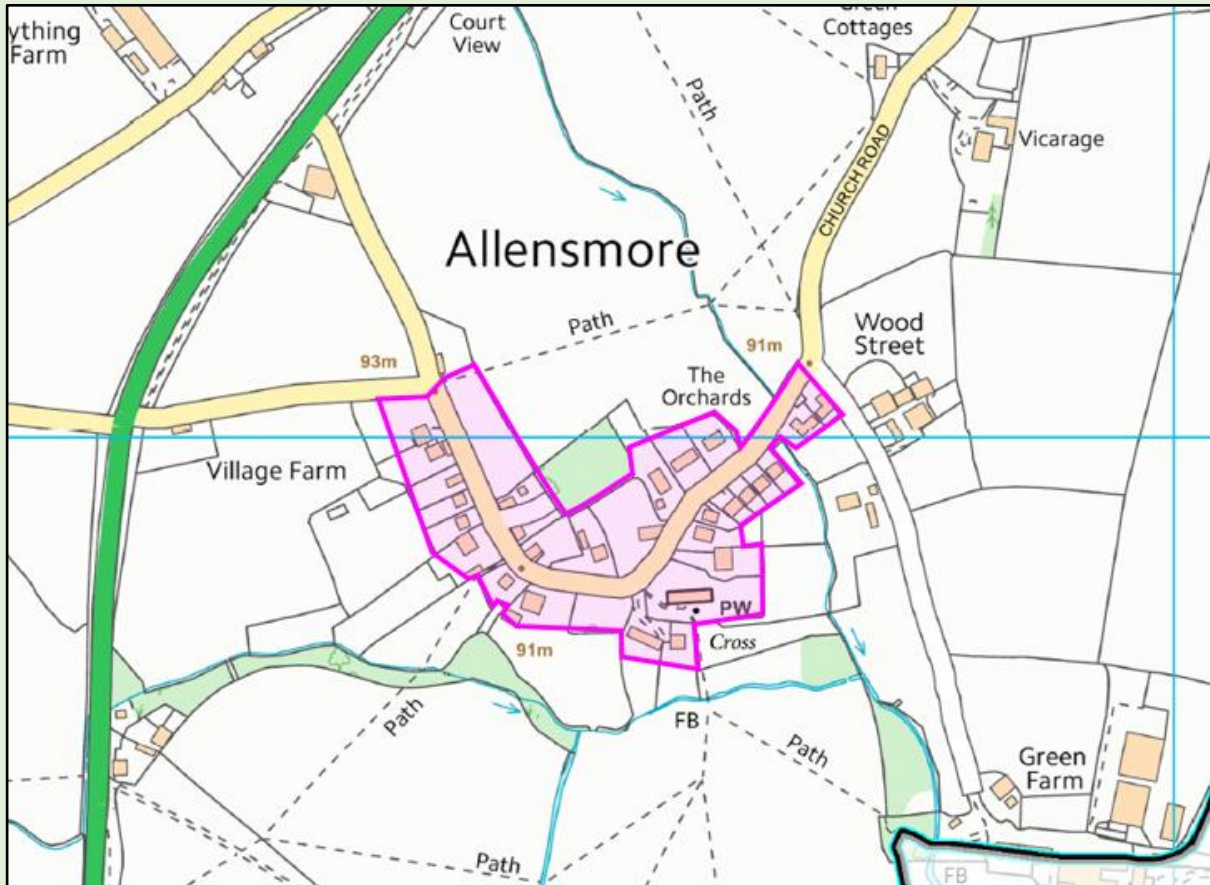 ything
Farm
Court
View
Green
Cottages
Path
CHURCH ROAD
Vicarage
Allensmore
Path
93m
91m
Wood
Street
The
Orchards
Village Farm
PW
Cross
91m
Path
FB
Path
Green
Farm
Path
FB